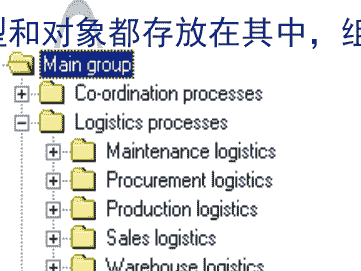 型和对象都存放在其中，组
Main group
Co-ordination processes
Logistics processes
Maintenance logistics
Procurement logistics
Production logistics
Sales logistics
Warehouse logistics